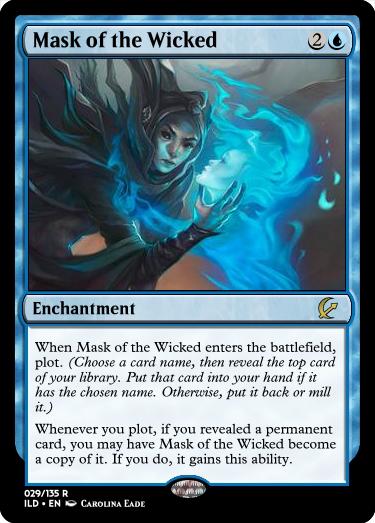 Mask of the Wicked 2
Enchantment
When Mask of the Wicked enters the battlefield,
plot. (Choose a card name, then reveal the top card
of your library. Put that card into your hand if it
has the chosen name. Otherwise, put it back or mill
it.)
Whenever you plot, if you revealed a permanent
card, you may have Mask of the Wicked become
a copy of it. If you do, it gains this ability.
029/135 R
ILD • EN Carolina Eade